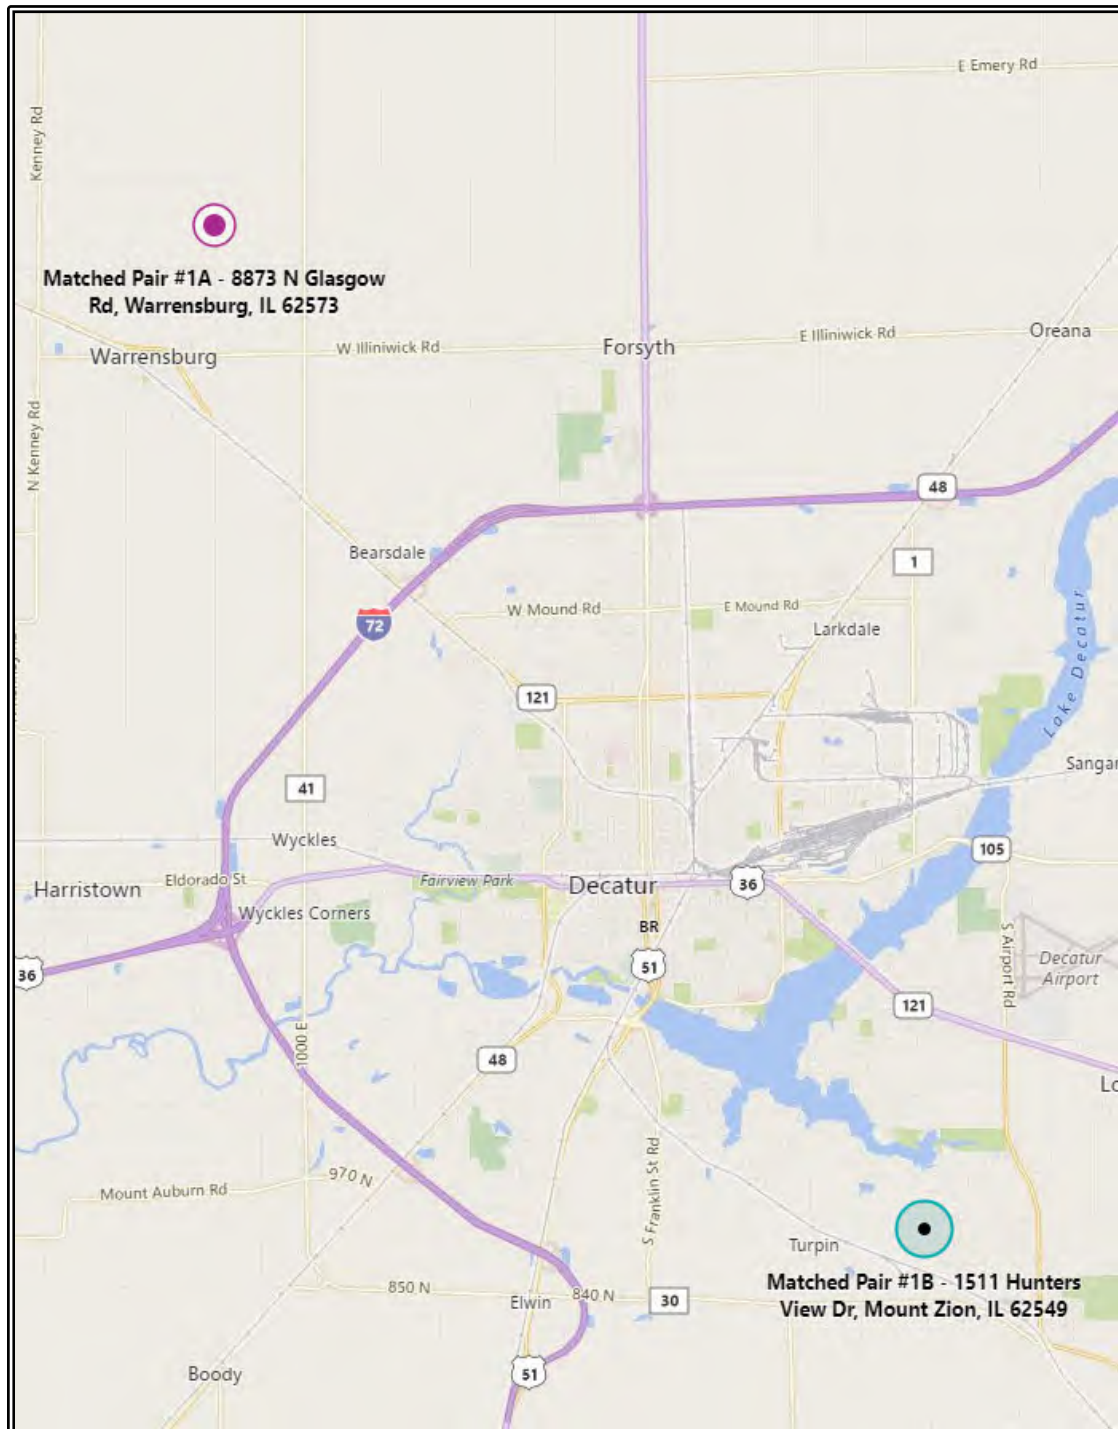 E Emery Rd
Kenney Rd
Matched Pair #1A - 8873 N Glasgow
Rd, Warrensburg, IL 62573
Oreana
E Illiniwick Rd
Forsyth
W Illiniwick Rd
Warrensburg
N Kenney Rd
48
Bearsdale
1
W Mound Rd
E Mound Rd
72
Larkdale
Lake Decatur
121
41
Sangar
Wyckles
105
Eldorado St
Fairview Park
Harristown
Decatur
36
Wyckles Corners
BR
51
S Airport Rd
Decatur
Airport
36
121
1000 E
48
Lo
970 N
Mount Auburn Rd
S Franklin St Rd
Turpin
Matched Pair #1B - 1511 Hunters
View Dr, Mount Zion, IL 62549
850 N
840 N
30
Elwin
51
Boody